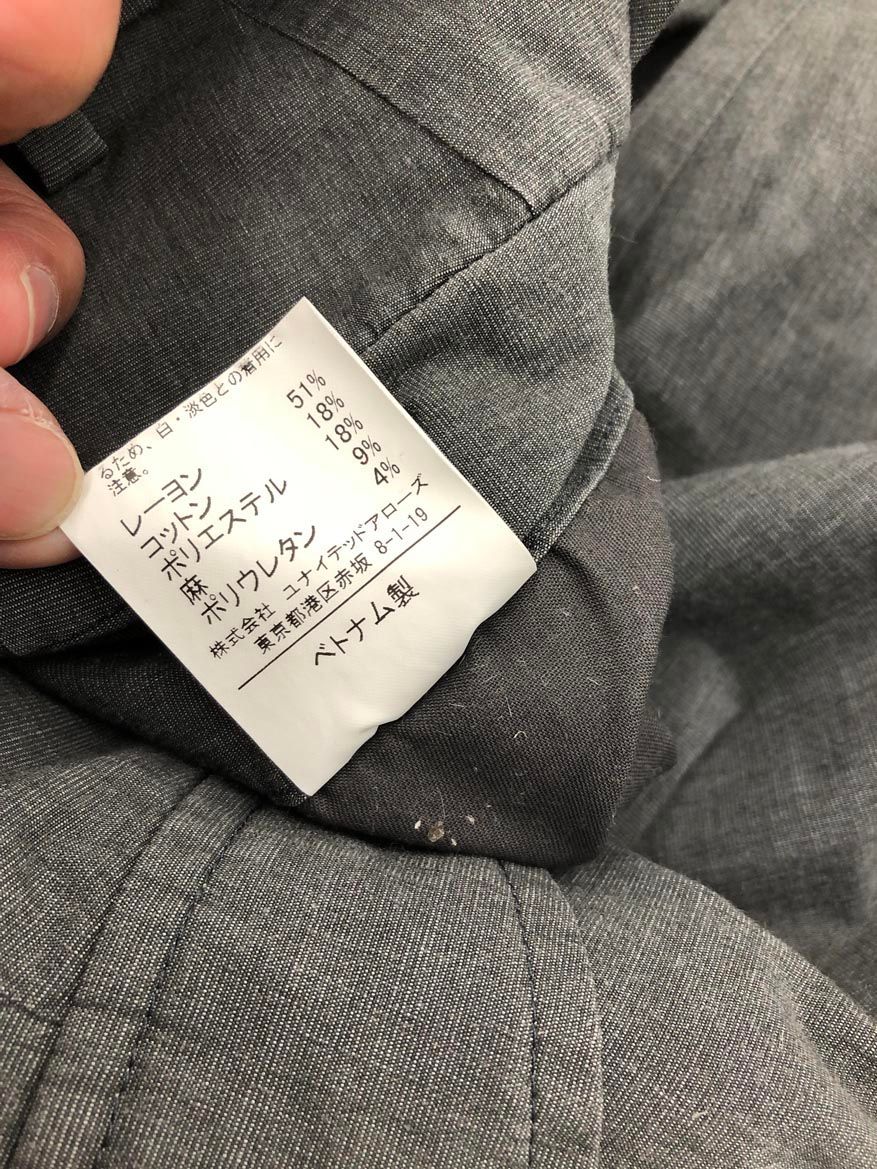 るため、白・淡色との着用に
注意。
レーヨン 51%
コットン 18%
ポリエステル 18%
麻 9%
ポリウレタン 4%
株式会社 ユナイテッドアローズ
東京都港区赤坂 8-1-19
ベトナム製